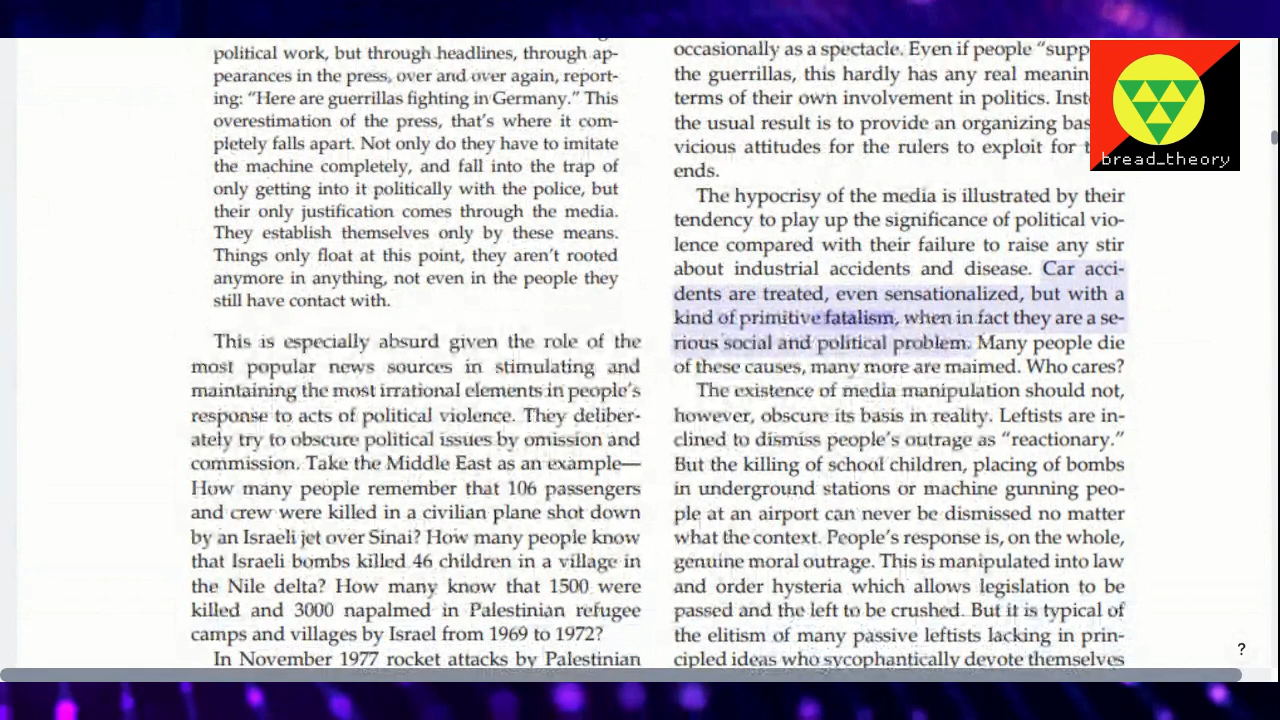 political work, but through headlines, through ap-
pearances in the press, over and over again, report-
ing: “Here are guerrillas fighting in Germany.” This
overestimation of the press, that’s where it com-
pletely falls apart. Not only do they have to imitate
the machine completely, and fall into the trap of
only getting into it politically with the police, but
their only justification comes through the media.
They establish themselves only by these means.
Things only float at this point, they aren’t rooted
anymore in anything, not even in the people they
still have contact with.
This is especially absurd given the role of the
most popular news sources in stimulating and
maintaining the most irrational elements in people’s
response to acts of political violence. They deliber-
ately try to obscure political issues by omission and
commission. Take the Middle East as an example—
How many people remember that 106 passengers
and crew were killed in a civilian plane shot down
by an Israeli jet over Sinai? How many people know
that Israeli bombs killed 46 children in a village in
the Nile delta? How many know that 1500 were
killed and 3000 napalmed in Palestinian refugee
camps and villages by Israel from 1969 to 1972?
In November 1977 rocket attacks by Palestinian
occasionally as a spectacle. Even if people “supp
the guerrillas, this hardly has any real meanin
terms of their own involvement in politics. Inst
the usual result is to provide an organizing bas
vicious attitudes for the rulers to exploit for t
ends.
The hypocrisy of the media is illustrated by their
tendency to play up the significance of political vio-
lence compared with their failure to raise any stir
about industrial accidents and disease. Car acci-
dents are treated, even sensationalized, but with a
kind of primitive fatalism, when in fact they are a se-
rious social and political problem. Many people die
of these causes, many more are maimed. Who cares?
The existence of media manipulation should not,
however, obscure its basis in reality. Leftists are in-
clined to dismiss people’s outrage as “reactionary.”
But the killing of school children, placing of bombs
in underground stations or machine gunning peo-
ple at an airport can never be dismissed no matter
what the context. People’s response is, on the whole,
genuine moral outrage. This is manipulated into law
and order hysteria which allows legislation to be
passed and the left to be crushed. But it is typical of
the elitism of many passive leftists lacking in prin-
cipled ideas who sycophantically devote themselves
bread_theory
?